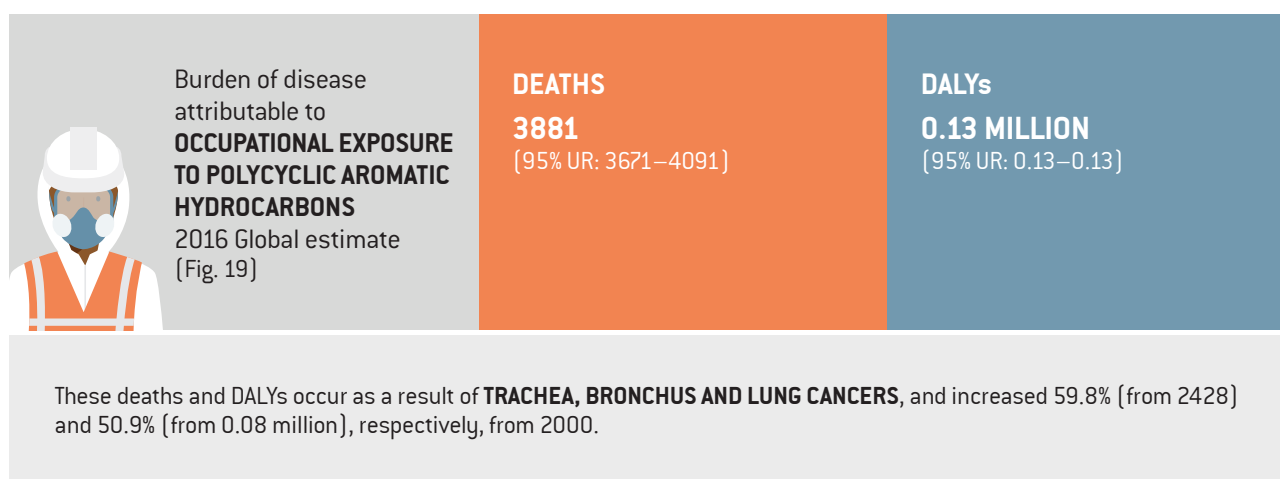 Burden of disease
attributable to
OCCUPATIONAL EXPOSURE
TO POLYCYCLIC AROMATIC
HYDROCARBONS
2016 Global estimate
(Fig. 19)
DEATHS
3881
(95% UR: 3671–4091)
DALYs
0.13 MILLION
(95% UR: 0.13–0.13)
These deaths and DALYs occur as a result of TRACHEA, BRONCHUS AND LUNG CANCERS, and increased 59.8% (from 2428)
and 50.9% (from 0.08 million), respectively, from 2000.